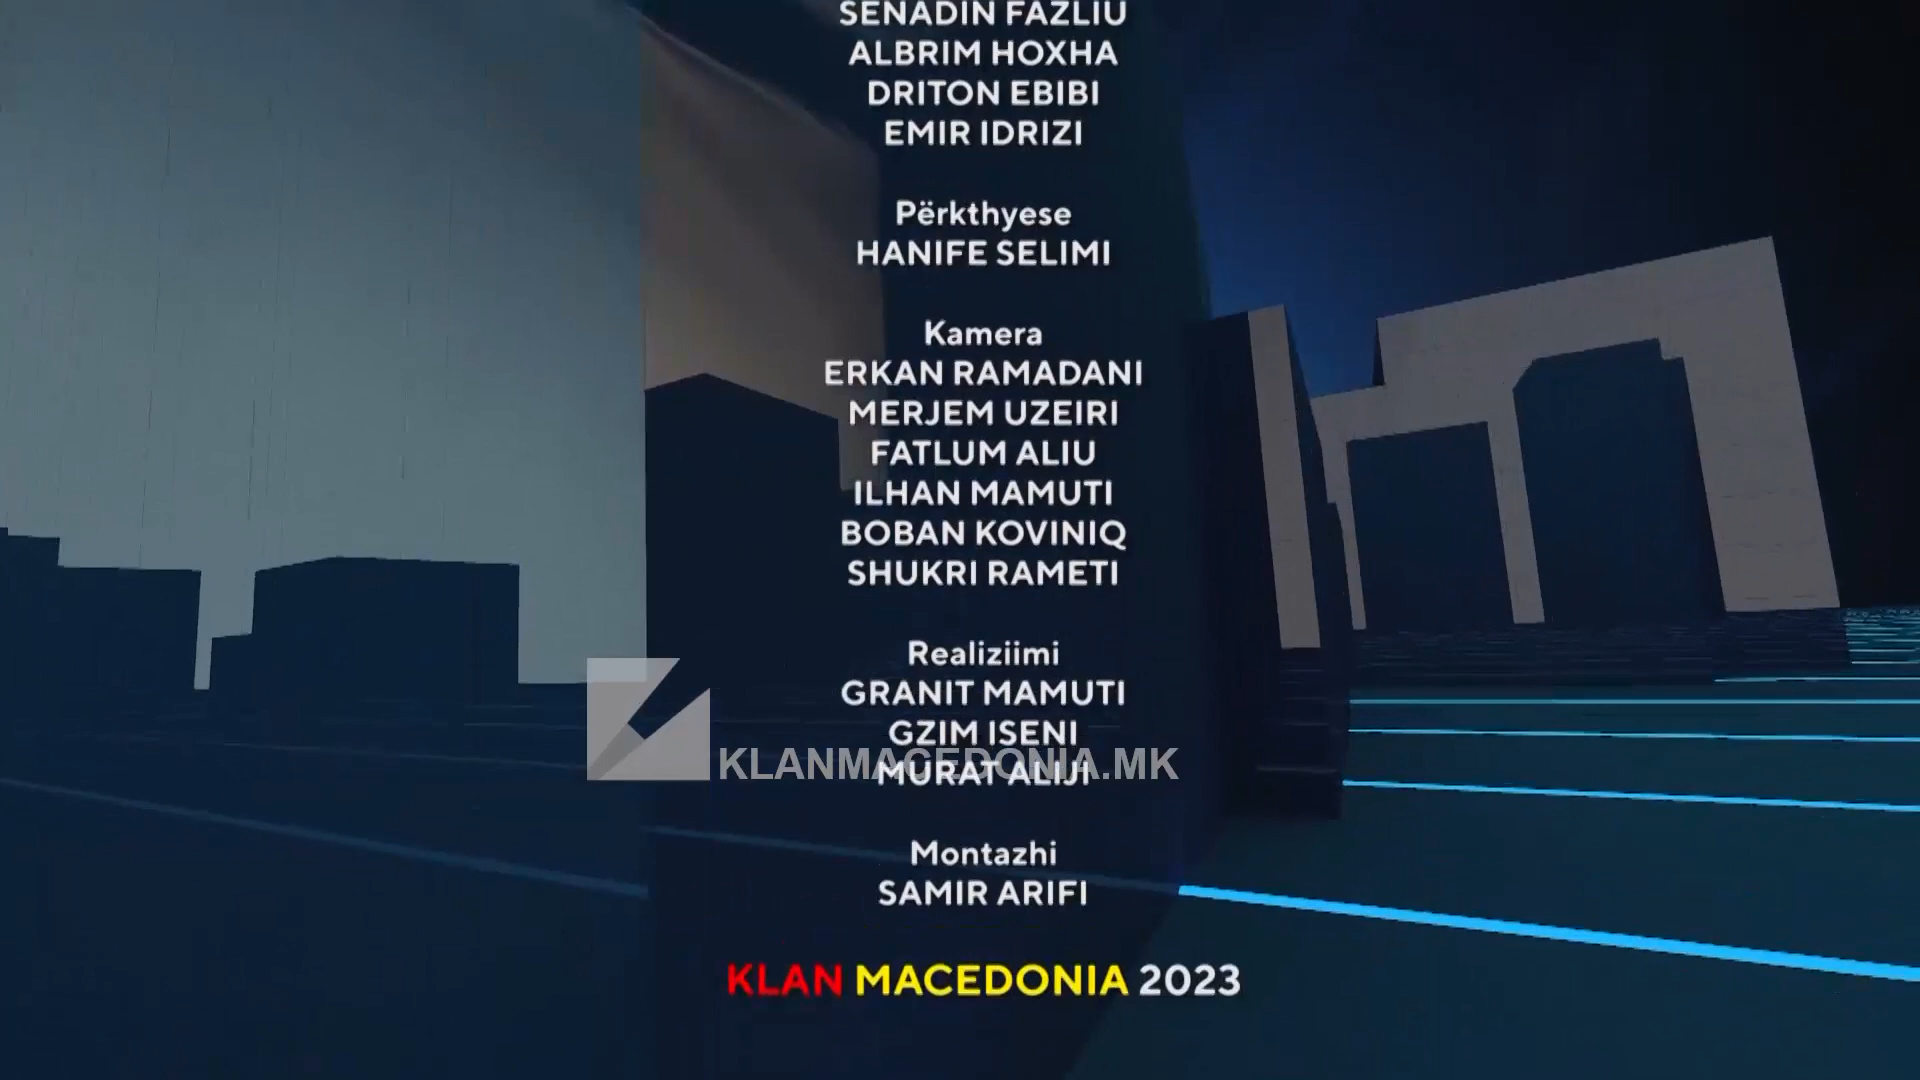 SENADIN FAZLIU
ALBRIM HOXHA
DRITON EBIBI
EMIR IDRIZI
Përkthyese
HANIFE SELIMI
Kamera
ERKAN RAMADANI
MERJEM UZEIRI
FATLUM ALIU
ILHAN MAMUTI
BOBAN KOVINIQ
SHUKRI RAMETI
Realiziimi
GRANIT MAMUTI
GZIM ISENI
KLANMACEDONIA.MK
MURAT ALIJI
Montazhi
SAMIR ARIFI
KLAN MACEDONIA 2023